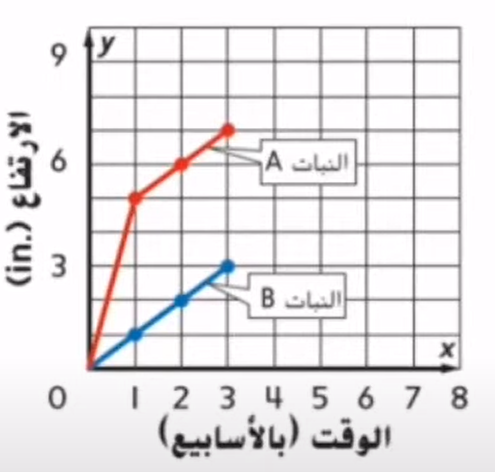 y
9
6
3
0
الارتفاع (in.)
النبات A
النبات B
x
1 2 3 4 5 6 7 8
الوقت (بالأسابيع)